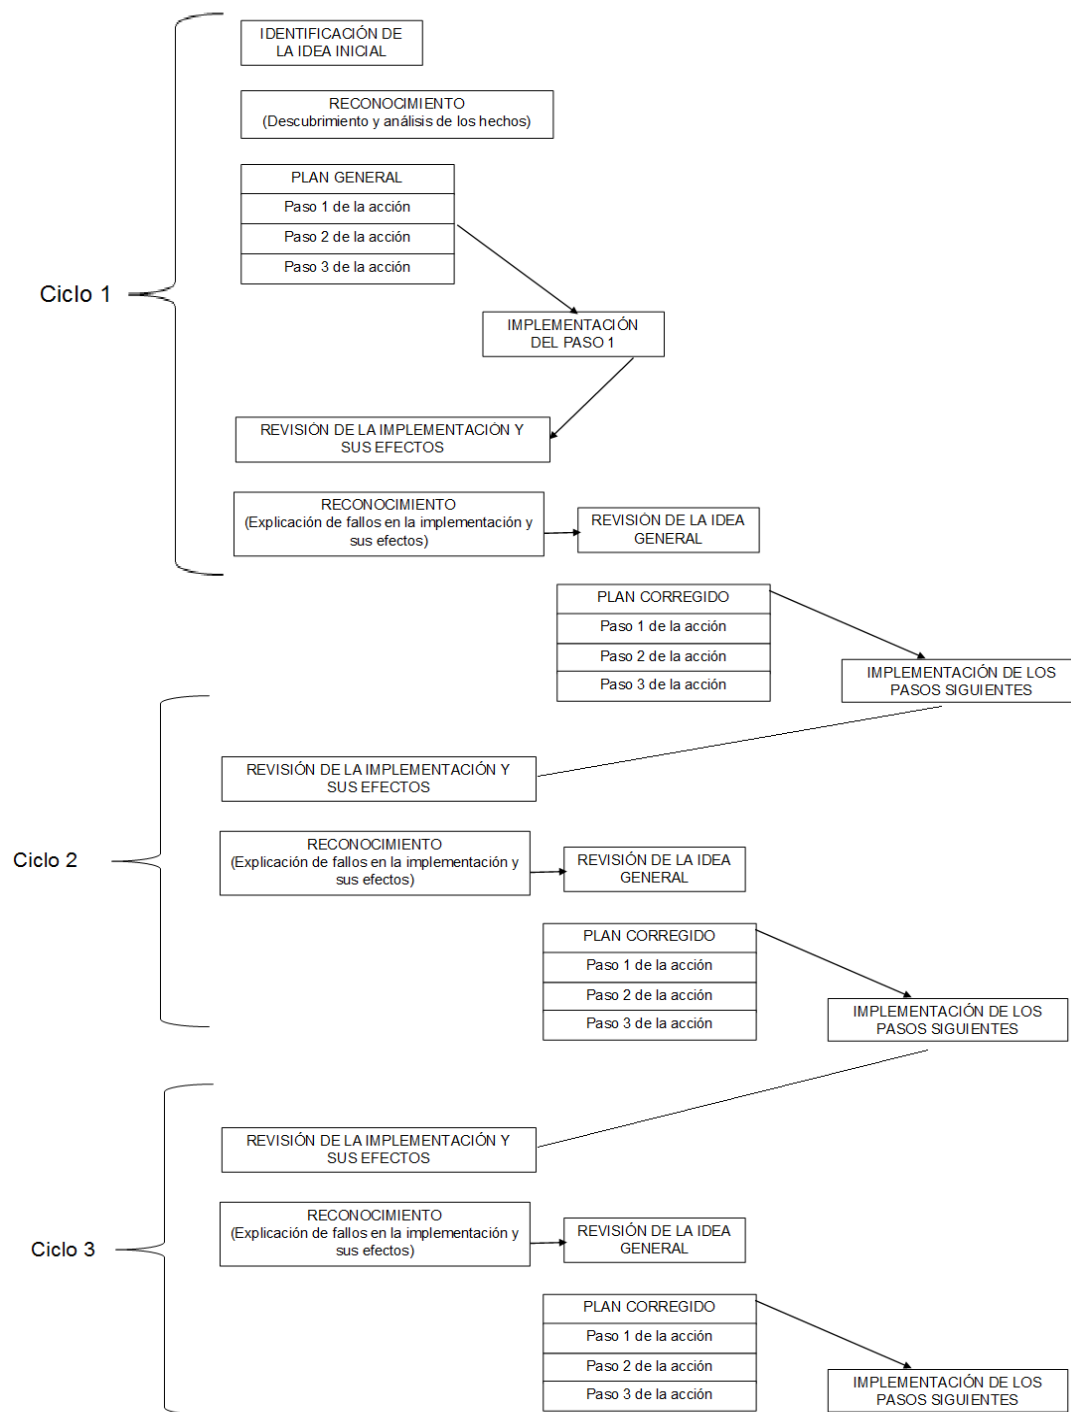 IDENTIFICACIÓN DE
LA IDEA INICIAL
RECONOCIMIENTO
(Descubrimiento y análisis de los hechos)
PLAN GENERAL
Paso 1 de la acción
Paso 2 de la acción
Paso 3 de la acción
Ciclo 1
IMPLEMENTACIÓN
DEL PASO 1
REVISIÓN DE LA IMPLEMENTACIÓN Y
SUS EFECTOS
RECONOCIMIENTO
(Explicación de fallos en la implementación y
sus efectos)
REVISIÓN DE LA IDEA
GENERAL
PLAN CORREGIDO
Paso 1 de la acción
Paso 2 de la acción
Paso 3 de la acción
IMPLEMENTACIÓN DE LOS
PASOS SIGUIENTES
REVISIÓN DE LA IMPLEMENTACIÓN Y
SUS EFECTOS
Ciclo 2
RECONOCIMIENTO
(Explicación de fallos en la implementación y
sus efectos)
REVISIÓN DE LA IDEA
GENERAL
PLAN CORREGIDO
Paso 1 de la acción
Paso 2 de la acción
Paso 3 de la acción
IMPLEMENTACIÓN DE LOS
PASOS SIGUIENTES
REVISIÓN DE LA IMPLEMENTACIÓN Y
SUS EFECTOS
Ciclo 3
RECONOCIMIENTO
(Explicación de fallos en la implementación y
sus efectos)
REVISIÓN DE LA IDEA
GENERAL
PLAN CORREGIDO
Paso 1 de la acción
Paso 2 de la acción
Paso 3 de la acción
IMPLEMENTACIÓN DE LOS
PASOS SIGUIENTES